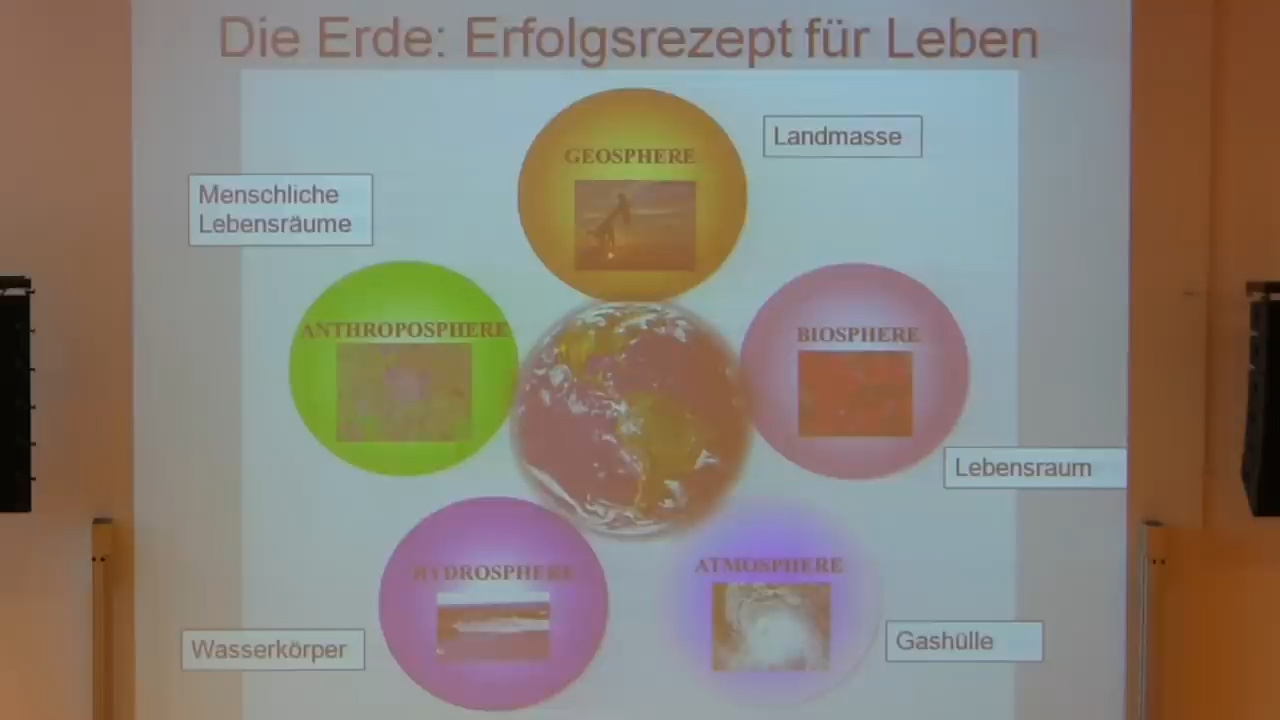 Die Erde: Erfolgsrezept für Leben
Landmasse
GEOSPHERE
Menschliche
Lebensräume
ANTHROPOSPHERE
BIOSPHERE
Lebensraum
HYDROSPHERE
ATMOSPHERE
Wasserkörper
Gashülle